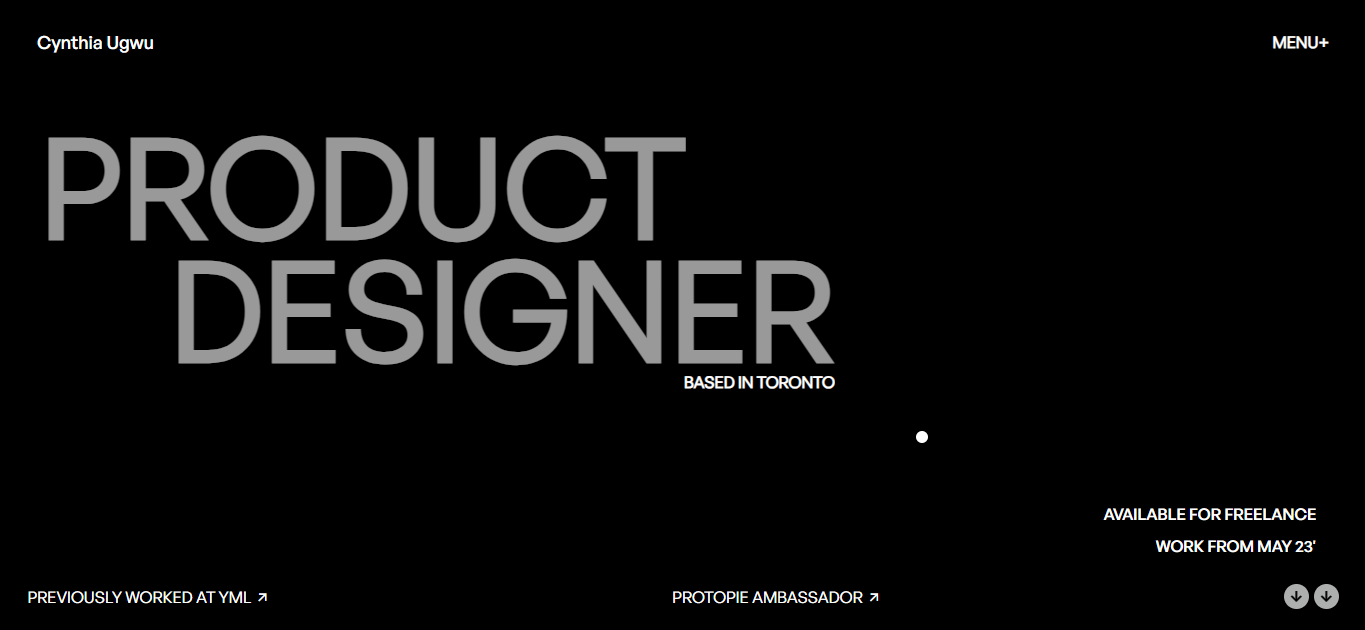 Cynthia Ugwu
MENU+
PRODUCT
DESIGNER
BASED IN TORONTO
AVAILABLE FOR FREELANCE
WORK FROM MAY 23'
PREVIOUSLY WORKED AT YML
PROTOPIE AMBASSADOR